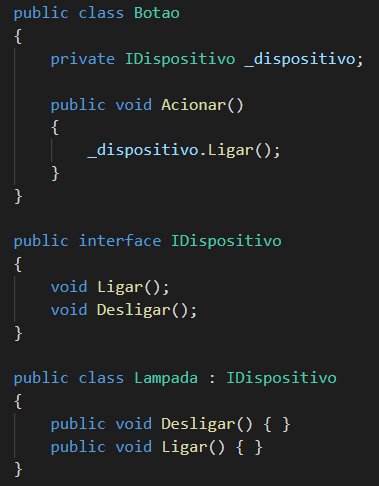 public class Botao
{
    private IDispositivo _dispositivo;

    public void Acionar()
    {
        _dispositivo.Ligar();
    }
}

public interface IDispositivo
{
    void Ligar();
    void Desligar();
}

public class Lampada : IDispositivo
{
    public void Desligar() { }
    public void Ligar() { }
}